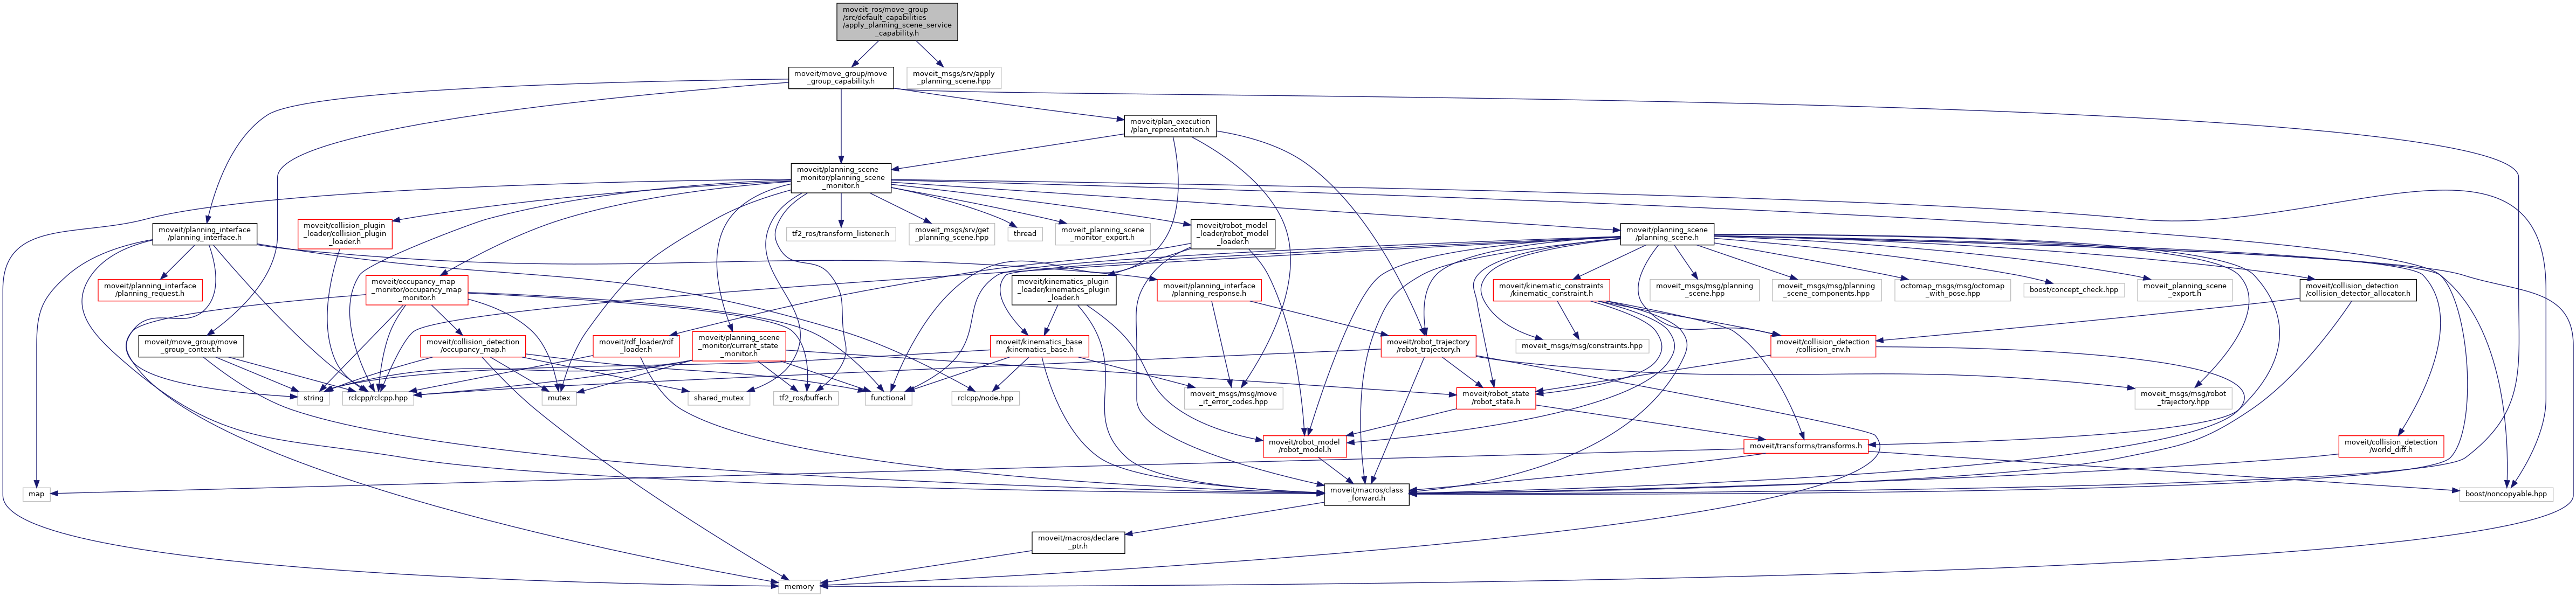 moveit_ros/move_group
/src/default_capabilities
/apply_planning_scene_service
_capability.h
moveit/move_group/move
_group_capability.h
moveit_msgs/srv/apply
_planning_scene.hpp
moveit/plan_execution
/plan_representation.h
moveit/planning_scene
_monitor/planning_scene
_monitor.h
moveit/planning_interface
/planning_interface.h
moveit/collision_plugin
_loader/collision_plugin
_loader.h
tf2_ros/transform_listener.h
moveit_msgs/srv/get
_planning_scene.hpp
thread
moveit_planning_scene
_monitor_export.h
moveit/robot_model
_loader/robot_model
_loader.h
moveit/planning_scene
/planning_scene.h
moveit/planning_interface
/planning_request.h
moveit/occupancy_map
_monitor/occupancy_map
_monitor.h
moveit/kinematics_plugin
_loader/kinematics_plugin
_loader.h
moveit/planning_interface
/planning_response.h
moveit/kinematic_constraints
/kinematic_constraint.h
moveit_msgs/msg/planning
_scene.hpp
moveit_msgs/msg/planning
_scene_components.hpp
octomap_msgs/msg/octomap
_with_pose.hpp
boost/concept_check.hpp
moveit_planning_scene
_export.h
moveit/collision_detection
/collision_detector_allocator.h
moveit/move_group/move
_group_context.h
moveit/collision_detection
/occupancy_map.h
moveit/rdf_loader/rdf
_loader.h
moveit/planning_scene
_monitor/current_state
_monitor.h
moveit/kinematics_base
/kinematics_base.h
moveit/robot_trajectory
/robot_trajectory.h
moveit_msgs/msg/constraints.hpp
moveit/collision_detection
/collision_env.h
string
rclcpp/rclcpp.hpp
mutex
shared_mutex
tf2_ros/buffer.h
functional
rclcpp/node.hpp
moveit_msgs/msg/move
_it_error_codes.hpp
moveit/robot_state
/robot_state.h
moveit_msgs/msg/robot
_trajectory.hpp
moveit/robot_model
/robot_model.h
moveit/transforms/transforms.h
moveit/collision_detection
/world_diff.h
map
moveit/macros/class
_forward.h
boost/noncopyable.hpp
moveit/macros/declare
_ptr.h
memory